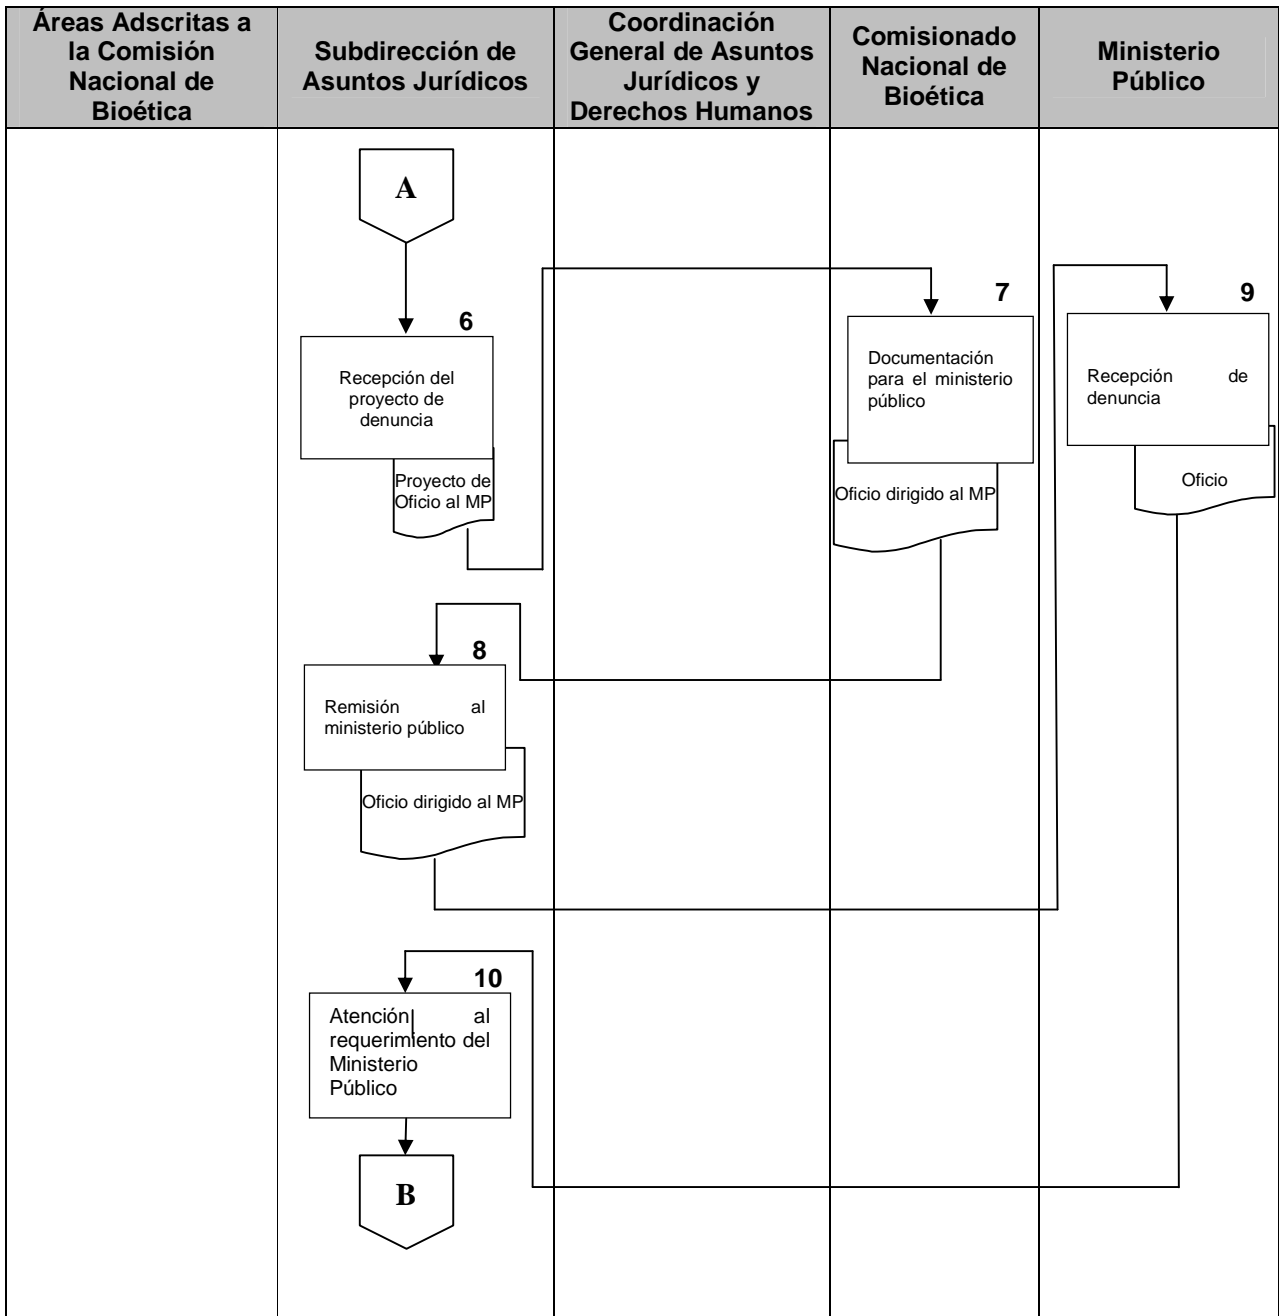 Áreas Adscritas a
la Comisión
Nacional de
Bioética
Subdirección de
Asuntos Jurídicos
Coordinación
General de Asuntos
Jurídicos y
Derechos Humanos
Comisionado
Nacional de
Bioética
Ministerio
Público
A
6
Recepción del
proyecto de
denuncia
Proyecto de
Oficio al MP
7
Documentación
para el ministerio
público
Oficio dirigido al MP
8
Remisión al
ministerio público
Oficio dirigido al MP
9
Recepción de
denuncia
Oficio
10
Atención al
requerimiento del
Ministerio
Público
B